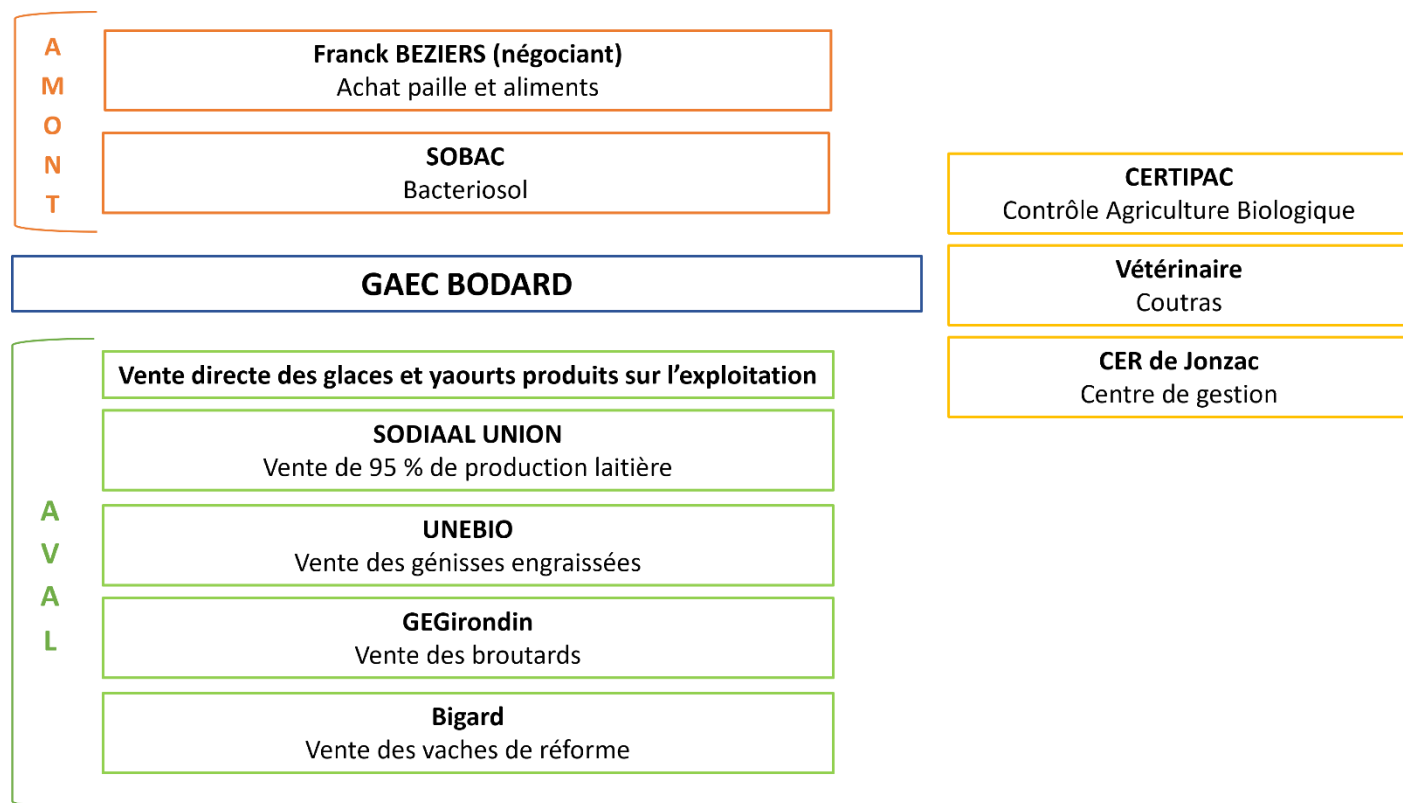 AMONT
Franck BEZIERS (négociant)
Achat paille et aliments
SOBAC
Bacteriosol
GAEC BODARD
AVAL
Vente directe des glaces et yaourts produits sur l’exploitation
SODIAAL UNION
Vente de 95 % de production laitière
UNEBIO
Vente des génisses engraissées
GEGirondin
Vente des broutards
Bigard
Vente des vaches de réforme
CERTIPAC
Contrôle Agriculture Biologique
Vétérinaire
Coutras
CER de Jonzac
Centre de gestion